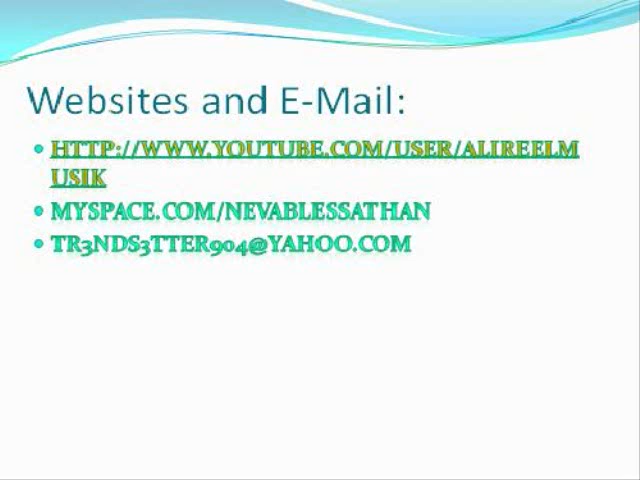 Websites and E-Mail:
HTTP://WWW.YOUTUBE.COM/USER/ALIREELM
USIK
MYSPACE.COM/NEVABLESSATHAN
TR3NDS3TTER904@YAHOO.COM